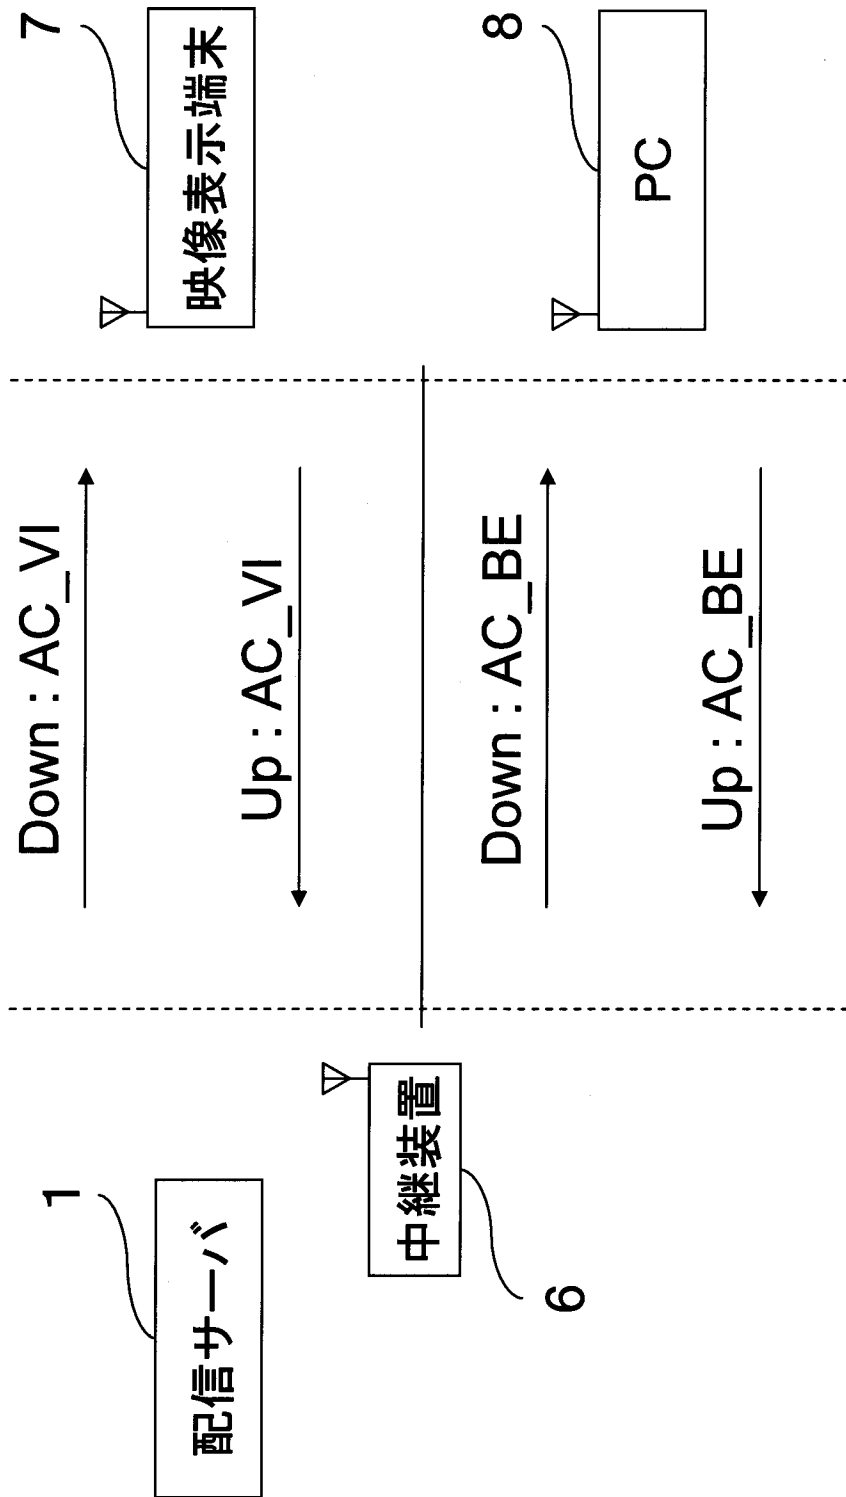 1
配信サーバ
中継装置
6
Down : AC_VI
Up : AC_VI
Down : AC_BE
Up : AC_BE
7
映像表示端末
8
PC